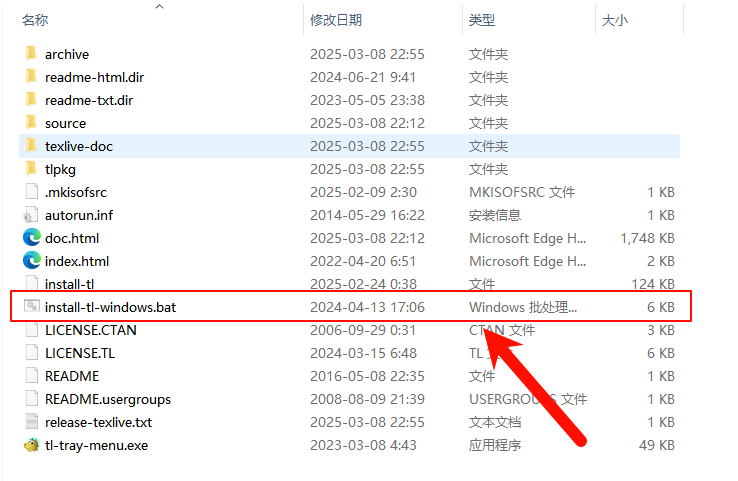 名称 修改日期 类型 大小
archive 2025-03-08 22:55 文件夹
readme-html.dir 2024-06-21 9:41 文件夹
readme-txt.dir 2023-05-05 23:38 文件夹
source 2025-03-08 22:12 文件夹
texlive-doc 2025-03-08 22:55 文件夹
tlpkg 2025-03-08 22:55 文件夹
.mkisofsrc 2025-02-09 2:30 MKISOFSRC 文件 1 KB
autorun.inf 2014-05-29 16:22 安装信息 1 KB
doc.html 2025-03-08 22:12 Microsoft Edge H... 1,748 KB
index.html 2022-04-20 6:51 Microsoft Edge H... 2 KB
install-tl 2025-02-24 0:38 文件 124 KB
install-tl-windows.bat 2024-04-13 17:06 Windows 批处理... 6 KB
LICENSE.CTAN 2006-09-29 0:31 CTAN 文件 3 KB
LICENSE.TL 2024-03-15 6:48 TL 文件 6 KB
README 2016-05-08 22:35 文件 1 KB
README.usergroups 2008-08-09 21:39 USERGROUPS 文件 1 KB
release-texlive.txt 2025-03-08 22:55 文本文档 1 KB
tl-tray-menu.exe 2023-03-08 4:43 应用程序 49 KB